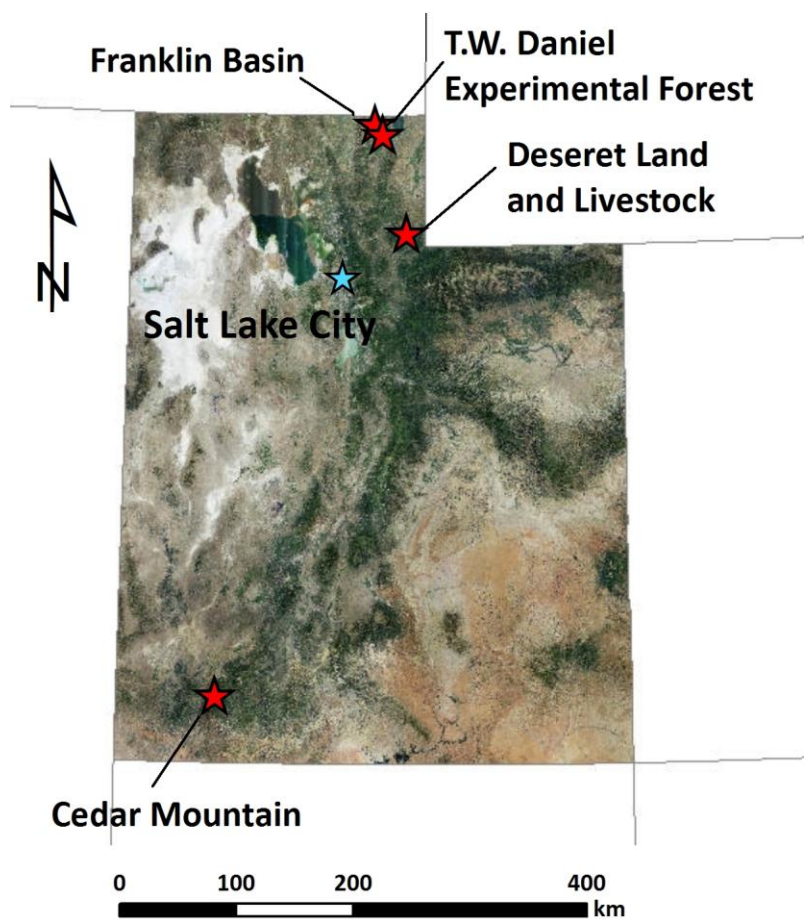 Franklin Basin
T.W. Daniel
Experimental Forest
Deseret Land
and Livestock
N
Salt Lake City
Cedar Mountain
0 100 200 400
km